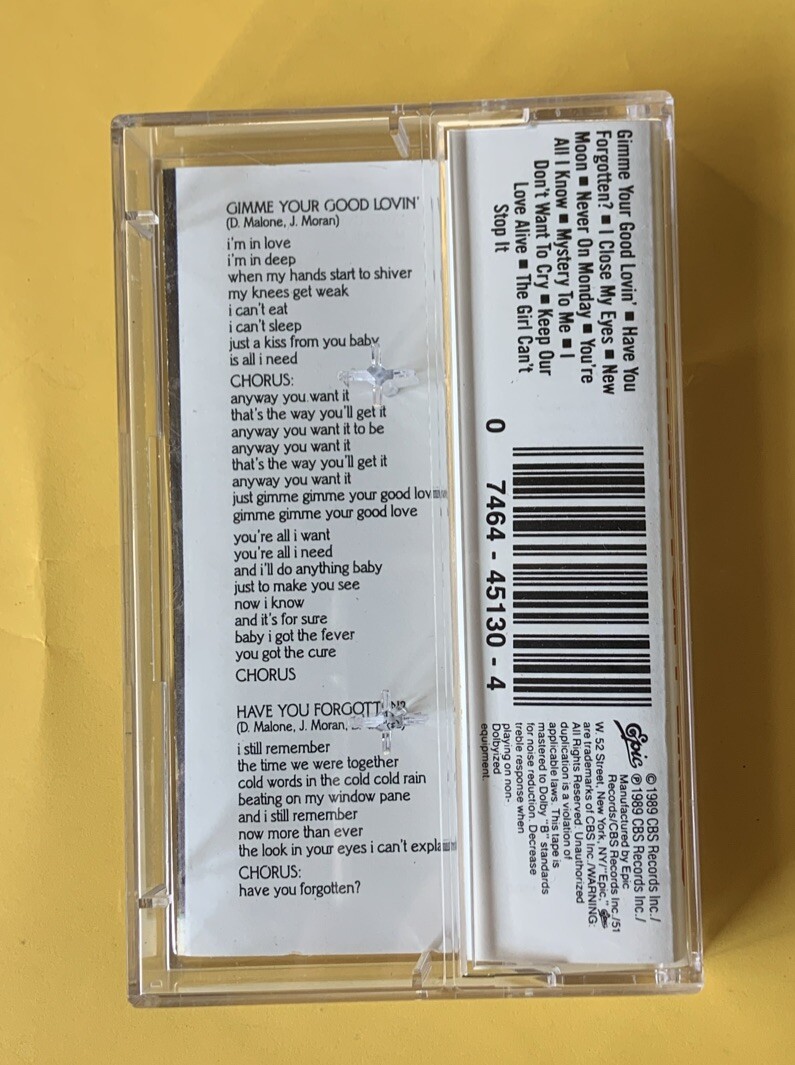 GIMME YOUR GOOD LOVIN'
(D. Malone, J. Moran)
i'm in love
i'm in deep
when my hands start to shiver
my knees get weak
i can't eat
i can't sleep
just a kiss from you baby
is all i need
CHORUS:
anyway you want it
that's the way you'll get it
anyway you want it to be
anyway you want it
that's the way you'll get it
anyway you want it
just gimme gimme your good
gimme gimme your good love
you're all i want
you're all i need
and i'll do anything baby
just to make you see
now i know
and it's for sure
baby i got the fever
you got the cure
CHORUS
HAVE YOU
(D. Malone, J. Moran,
i still remember
the time we were together
cold words in the cold cold rain
beating on my window pane
and i still remember
now more than ever
the look in your eyes i can't
CHORUS:
have you forgotten?
Gimme Your Good Lovin' ■ Have You
Forgotten? ■ I Close My Eyes ■ New
Moon ■ Never On Monday ■ You're
All I Know ■ Mystery To Me ■ I
Don't Want To Cry ■ Keep Our
Love Alive ■ The Girl Can't
Stop It
0 7464 - 45130 - 4
Epic
© 1989 CBS Records Inc./
℗ 1989 CBS Records Inc./
Manufactured by Epic
Records/CBS Records Inc./51
W. 52 Street, New York, NY/"Epic,"
are trademarks of CBS Inc./WARNING:
All Rights Reserved. Unauthorized
duplication is a violation of
applicable laws. This tape is
mastered to Dolby "B" standards
for noise reduction. Decrease
treble response when
playing on non-
Dolbyized
equipment.